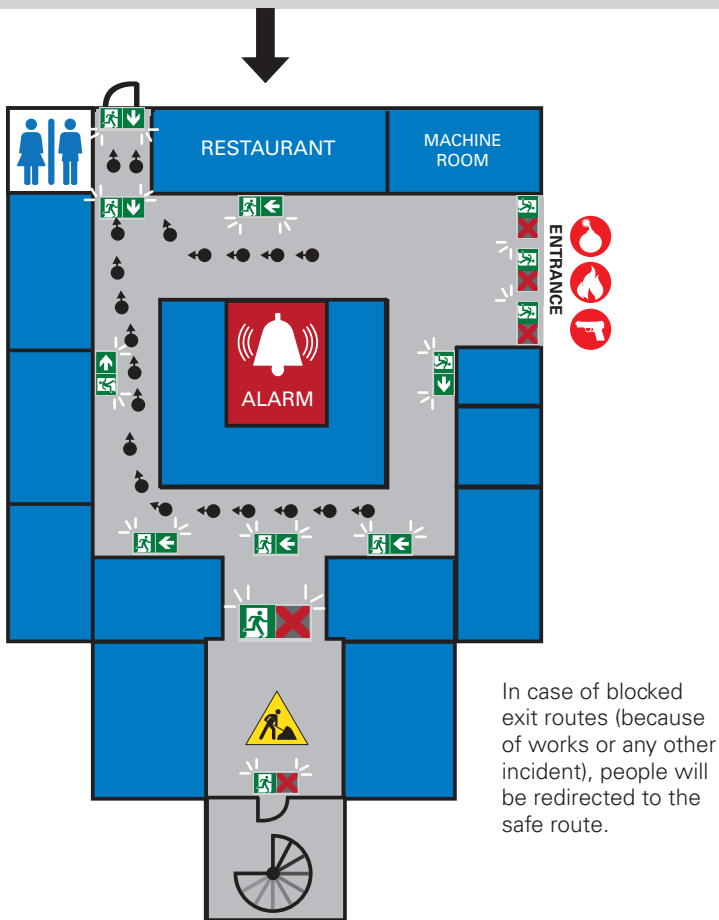 RESTAURANT
MACHINE
ROOM
ENTRANCE
ALARM
In case of blocked
exit routes (because
of works or any other
incident), people will
be redirected to the
safe route.